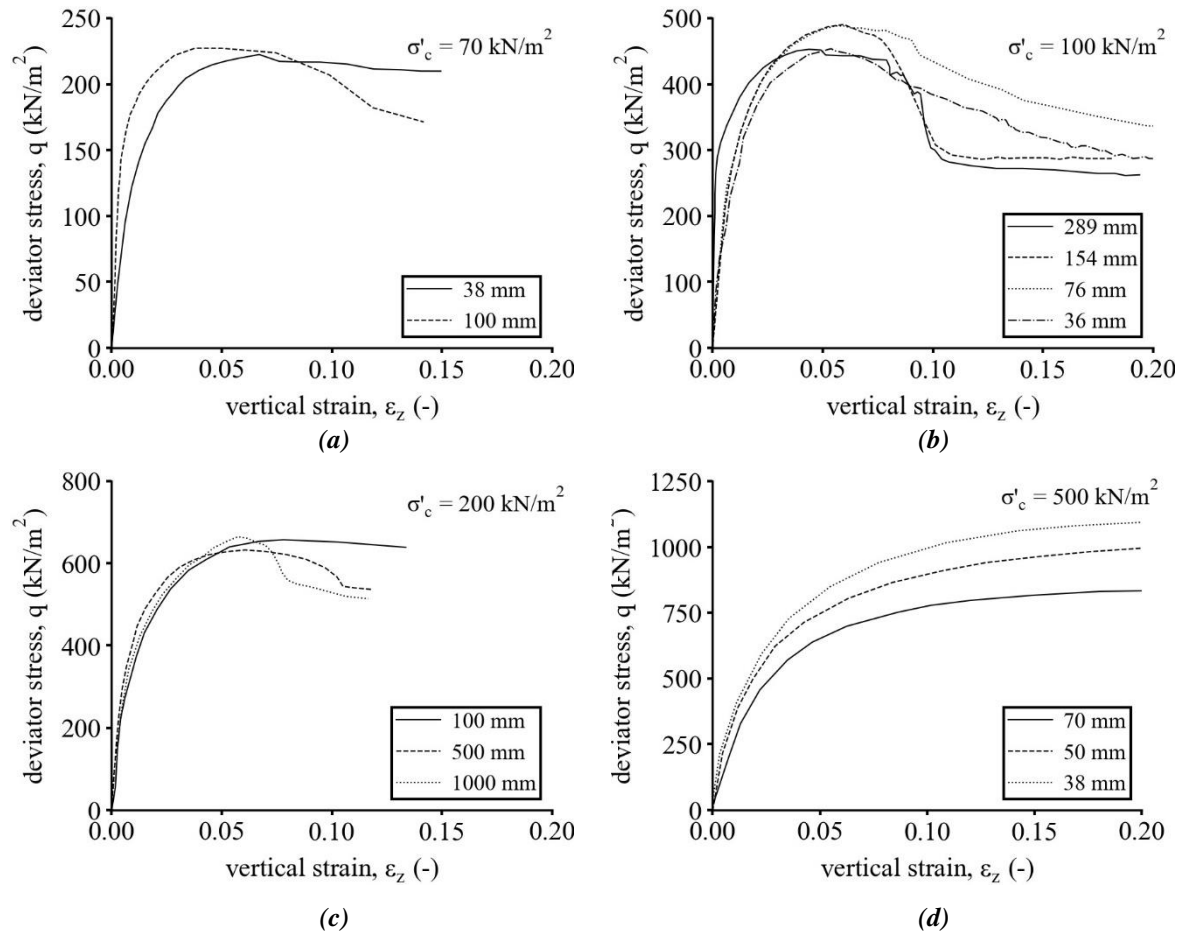 250
200
150
100
50
0
deviator stress, q (kN/m²)
σ'c = 70 kN/m²
38 mm
100 mm
0.00 0.05 0.10 0.15 0.20
vertical strain, εz (-)
(a)
500
400
300
200
100
0
deviator stress, q (kN/m²)
σ'c = 100 kN/m²
289 mm
154 mm
76 mm
36 mm
0.00 0.05 0.10 0.15 0.20
vertical strain, εz (-)
(b)
800
600
400
200
0
deviator stress, q (kN/m²)
σ'c = 200 kN/m²
100 mm
500 mm
1000 mm
0.00 0.05 0.10 0.15 0.20
vertical strain, εz (-)
(c)
1250
1000
750
500
250
0
deviator stress, q (kN/m²)
σ'c = 500 kN/m²
70 mm
50 mm
38 mm
0.00 0.05 0.10 0.15 0.20
vertical strain, εz (-)
(d)